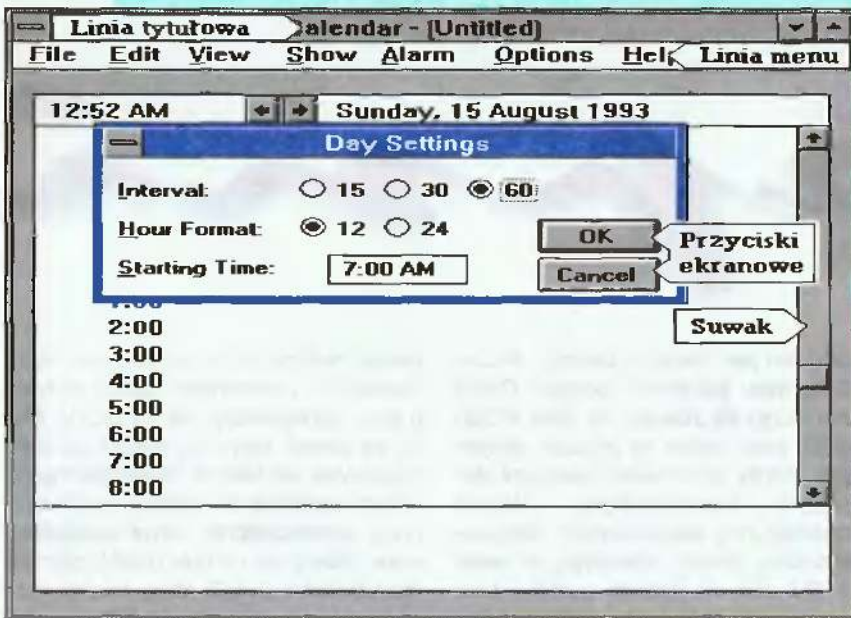 Linia tytułowa alendar - [Untitled]
File Edit View Show Alarm Options Hel Linia menu
12:52 AM Sunday, 15 August 1993
Day Settings
Interval: 15 30 60
Hour Format: 12 24
OK
Przyciski
ekranowe
Starting Time: 7:00 AM
Cancel
Suwak
2:00
3:00
4:00
5:00
6:00
7:00
8:00